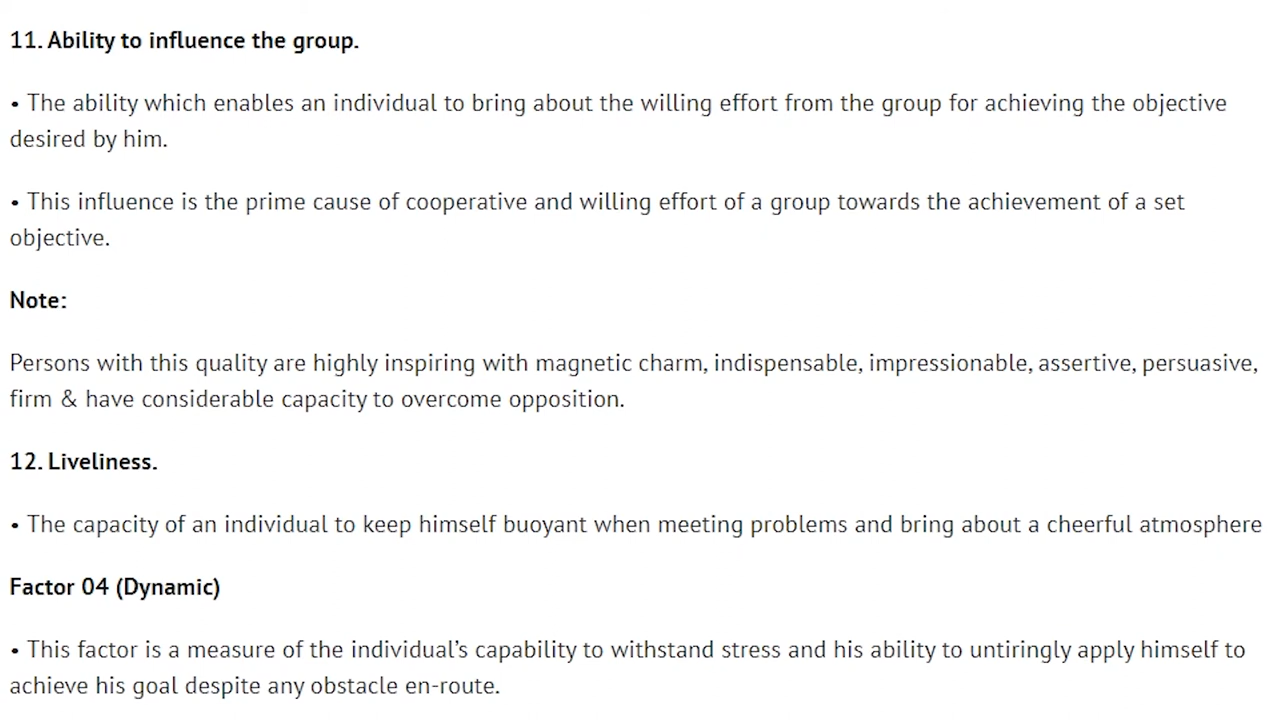 11. Ability to influence the group.
• The ability which enables an individual to bring about the willing effort from the group for achieving the objective
desired by him.
• This influence is the prime cause of cooperative and willing effort of a group towards the achievement of a set
objective.
Note:
Persons with this quality are highly inspiring with magnetic charm, indispensable, impressionable, assertive, persuasive,
firm & have considerable capacity to overcome opposition.
12. Liveliness.
• The capacity of an individual to keep himself buoyant when meeting problems and bring about a cheerful atmosphere
Factor 04 (Dynamic)
• This factor is a measure of the individual’s capability to withstand stress and his ability to untiringly apply himself to
achieve his goal despite any obstacle en-route.